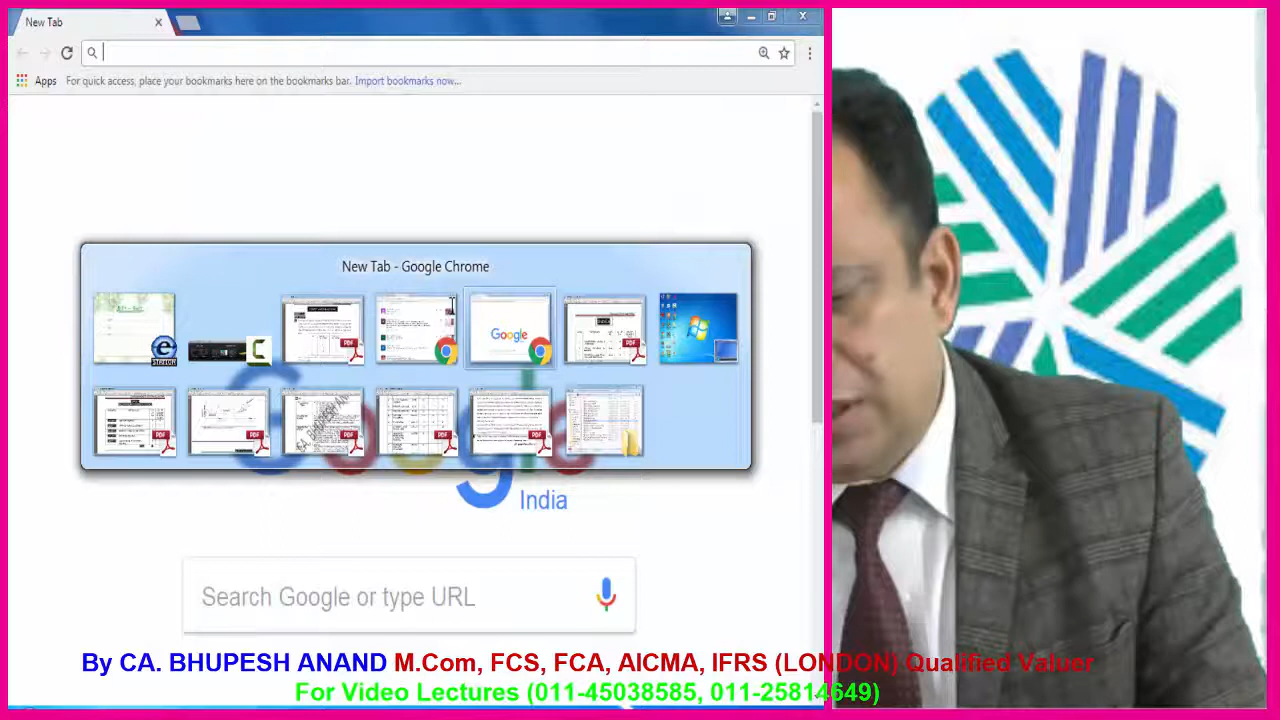 New Tab
Apps For quick access, place your bookmarks here on the bookmarks bar. Import bookmarks now...
New Tab - Google Chrome
Google
India
Search Google or type URL
By CA. BHUPESH ANAND M.Com, FCS, FCA, AICMA, IFRS (LONDON) Qualified Valuer
For Video Lectures (011-45038585, 011-25814649)